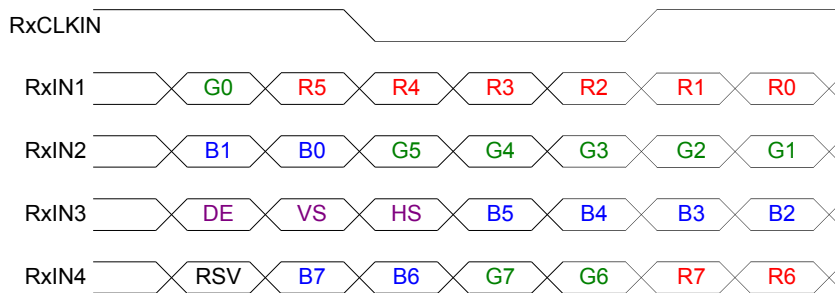 RxCLKIN
RxIN1 G0 R5 R4 R3 R2 R1 R0
RxIN2 B1 B0 G5 G4 G3 G2 G1
RxIN3 DE VS HS B5 B4 B3 B2
RxIN4 RSV B7 B6 G7 G6 R7 R6